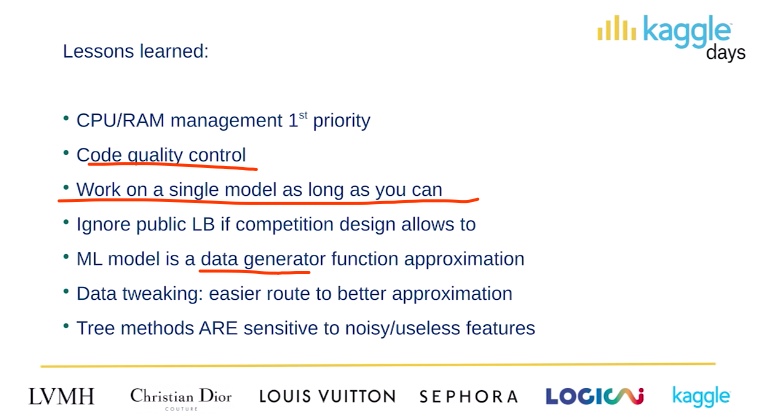 kaggle
days
Lessons learned:
• CPU/RAM management 1st priority
• Code quality control
• Work on a single model as long as you can
• Ignore public LB if competition design allows to
• ML model is a data generator function approximation
• Data tweaking: easier route to better approximation
• Tree methods ARE sensitive to noisy/useless features
LVMH Christian Dior LOUIS VUITTON SEPHORA LOGICAI kaggle
COUTURE